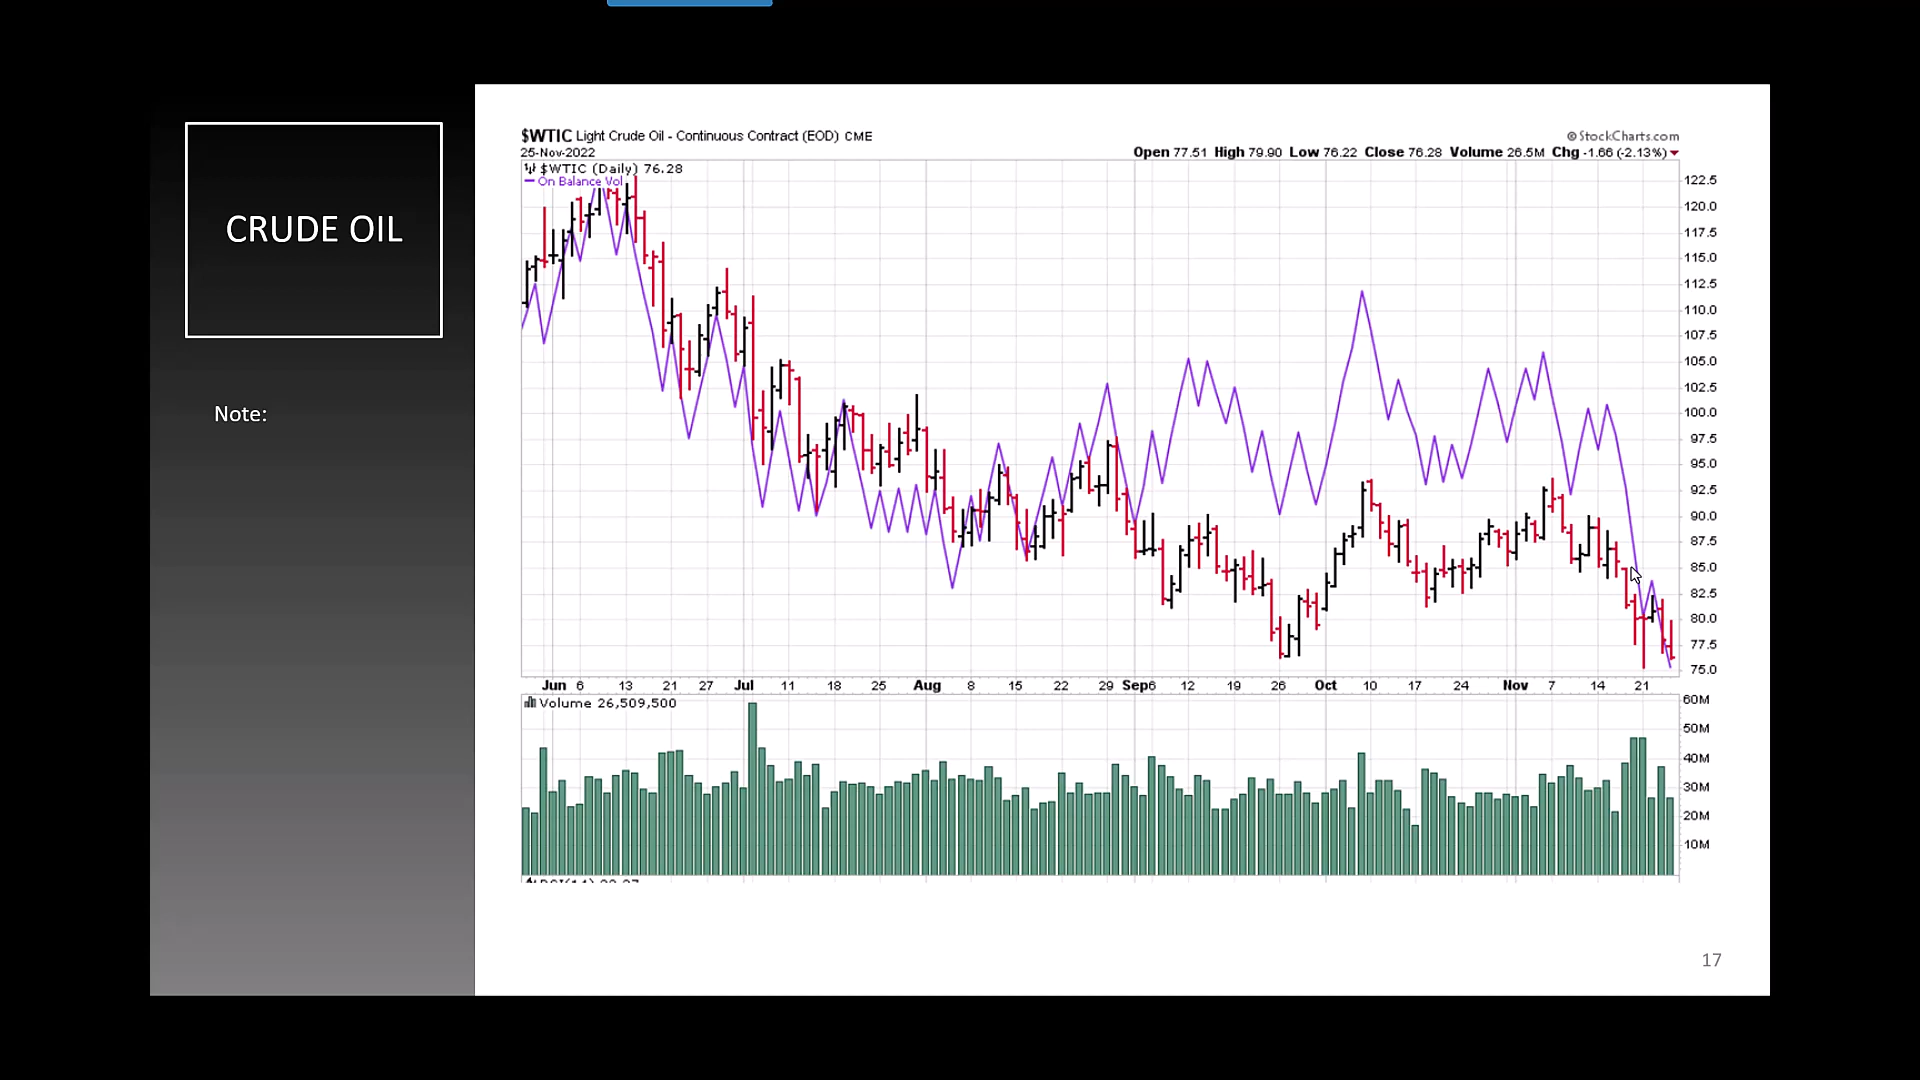 CRUDE OIL
Note:
$WTIC Light Crude Oil - Continuous Contract (EOD) CME
© StockCharts.com
25-Nov-2022
Open 77.51 High 79.90 Low 76.22 Close 76.28 Volume 26.5M Chg -1.66 (-2.13%)
$WTIC (Daily) 76.28
On Balance Vol
122.5
120.0
117.5
115.0
112.5
110.0
107.5
105.0
102.5
100.0
97.5
95.0
92.5
90.0
87.5
85.0
82.5
80.0
77.5
75.0
Jun 6 13 21 27 Jul 11 18 25 Aug 8 15 22 29 Sep6 12 19 26 Oct 10 17 24 Nov 7 14 21
Volume 26,509,500
60M
50M
40M
30M
20M
10M
17